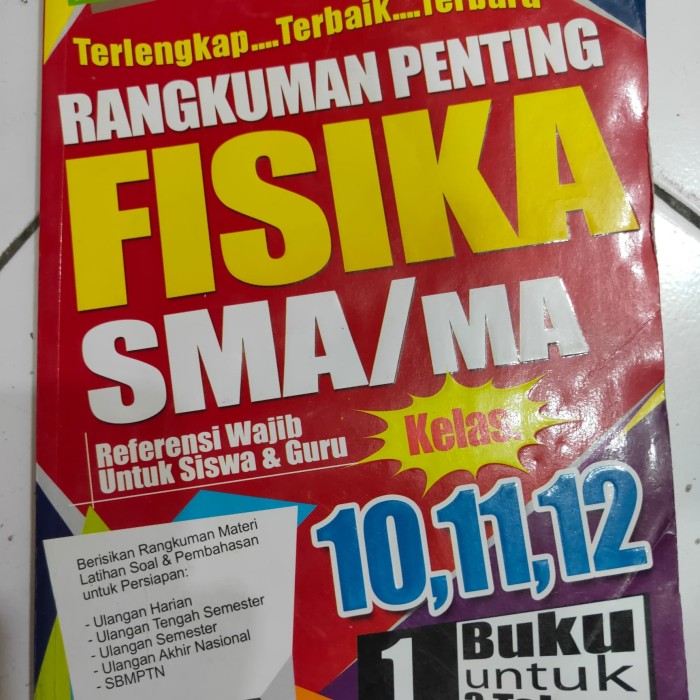 Terlengkap....Terbaik....Terbaru
RANGKUMAN PENTING
FISIKA
SMA/MA
Referensi Wajib
Untuk Siswa & Guru
Kelas:
10,11,12
Berisikan Rangkuman Materi
Latihan Soal & Pembahasan
untuk Persiapan:
- Ulangan Harian
- Ulangan Tengah Semester
- Ulangan Semester
- Ulangan Akhir Nasional
- SBMPTN
1 Buku
untuk